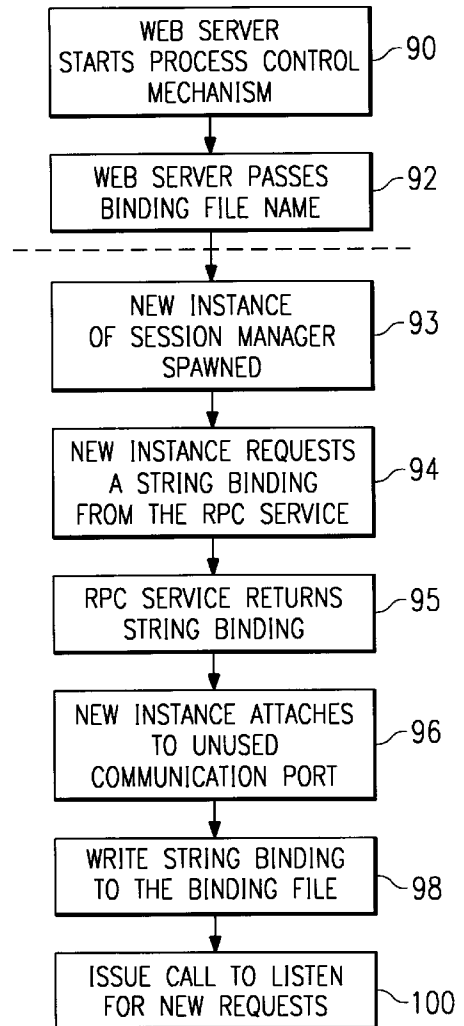 WEB SERVER
STARTS PROCESS CONTROL
MECHANISM
90
WEB SERVER PASSES
BINDING FILE NAME
92
NEW INSTANCE
OF SESSION MANAGER
SPAWNED
93
NEW INSTANCE REQUESTS
A STRING BINDING
FROM THE RPC SERVICE
94
RPC SERVICE RETURNS
STRING BINDING
95
NEW INSTANCE ATTACHES
TO UNUSED
COMMUNICATION PORT
96
WRITE STRING BINDING
TO THE BINDING FILE
98
ISSUE CALL TO LISTEN
FOR NEW REQUESTS
100